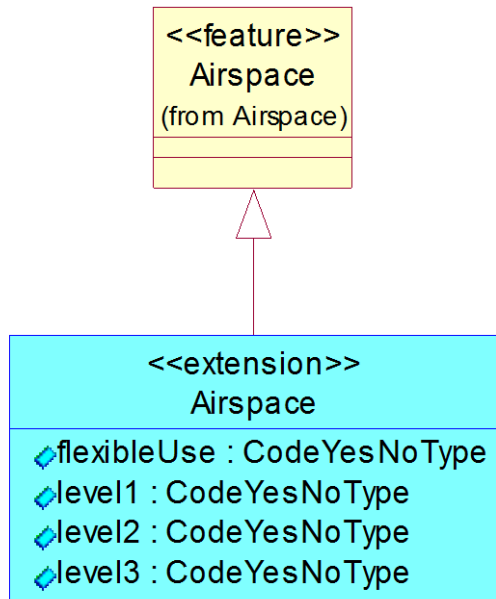 <<feature>>
Airspace
(from Airspace)
<<extension>>
Airspace
flexibleUse : CodeYesNoType
level1 : CodeYesNoType
level2 : CodeYesNoType
level3 : CodeYesNoType